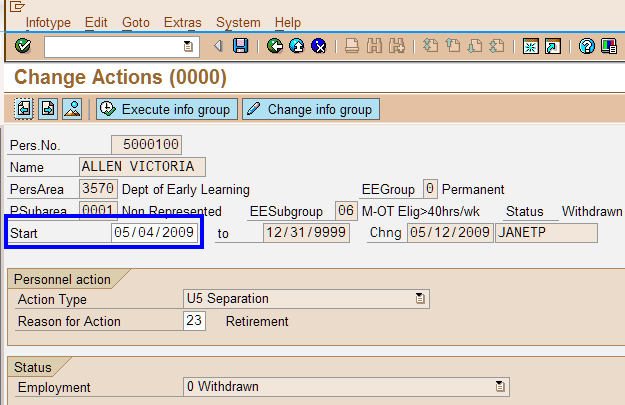 Infotype Edit Goto Extras System Help
Change Actions (0000)
Execute info group Change info group
Pers.No. 5000100
Name ALLEN VICTORIA
PersArea 3570 Dept of Early Learning EEGroup 0 Permanent
PSubarea 0001 Non Represented EESubgroup 06 M-OT Elig>40hrs/wk Status Withdrawn
Start 05/04/2009 to 12/31/9999 Chng 05/12/2009 JANETP
Personnel action
Action Type U5 Separation
Reason for Action 23 Retirement
Status
Employment 0 Withdrawn